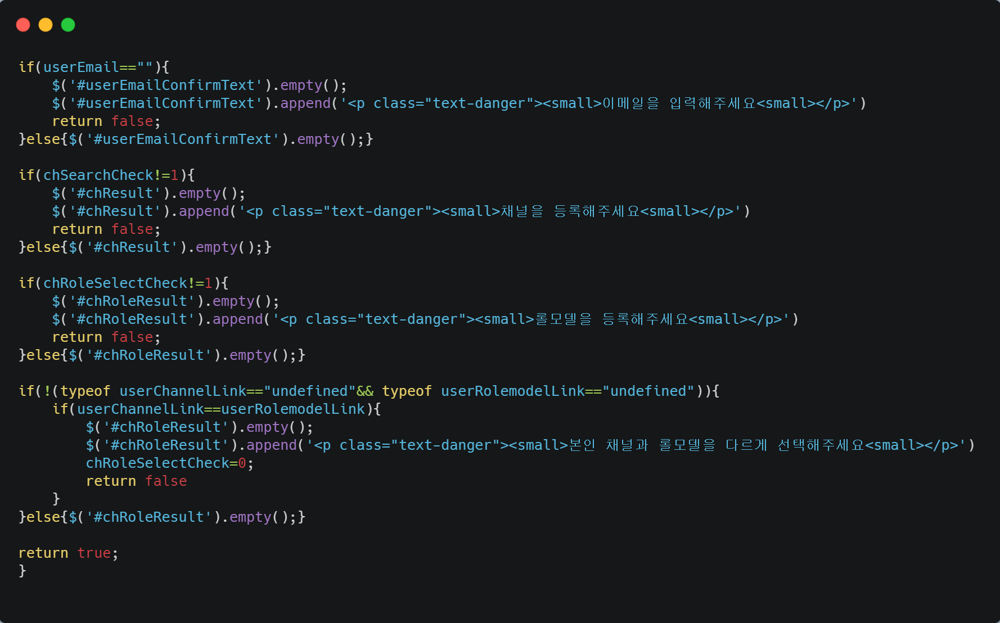 if(userEmail==""){
    $('#userEmailConfirmText').empty();
    $('#userEmailConfirmText').append('<p class="text-danger"><small>이메일을 입력해주세요<small></p>')
    return false;
}else{$('#userEmailConfirmText').empty();}

if(chSearchCheck!=1){
    $('#chResult').empty();
    $('#chResult').append('<p class="text-danger"><small>채널을 등록해주세요<small></p>')
    return false;
}else{$('#chResult').empty();}

if(chRoleSelectCheck!=1){
    $('#chRoleResult').empty();
    $('#chRoleResult').append('<p class="text-danger"><small>롤모델을 등록해주세요<small></p>')
    return false;
}else{$('#chRoleResult').empty();}

if(!(typeof userChannelLink=="undefined"&& typeof userRolemodelLink=="undefined")){
    if(userChannelLink==userRolemodelLink){
        $('#chRoleResult').empty();
        $('#chRoleResult').append('<p class="text-danger"><small>본인 채널과 롤모델을 다르게 선택해주세요<small></p>')
        chRoleSelectCheck=0;
        return false
    }
}else{$('#chRoleResult').empty();}

return true;
}